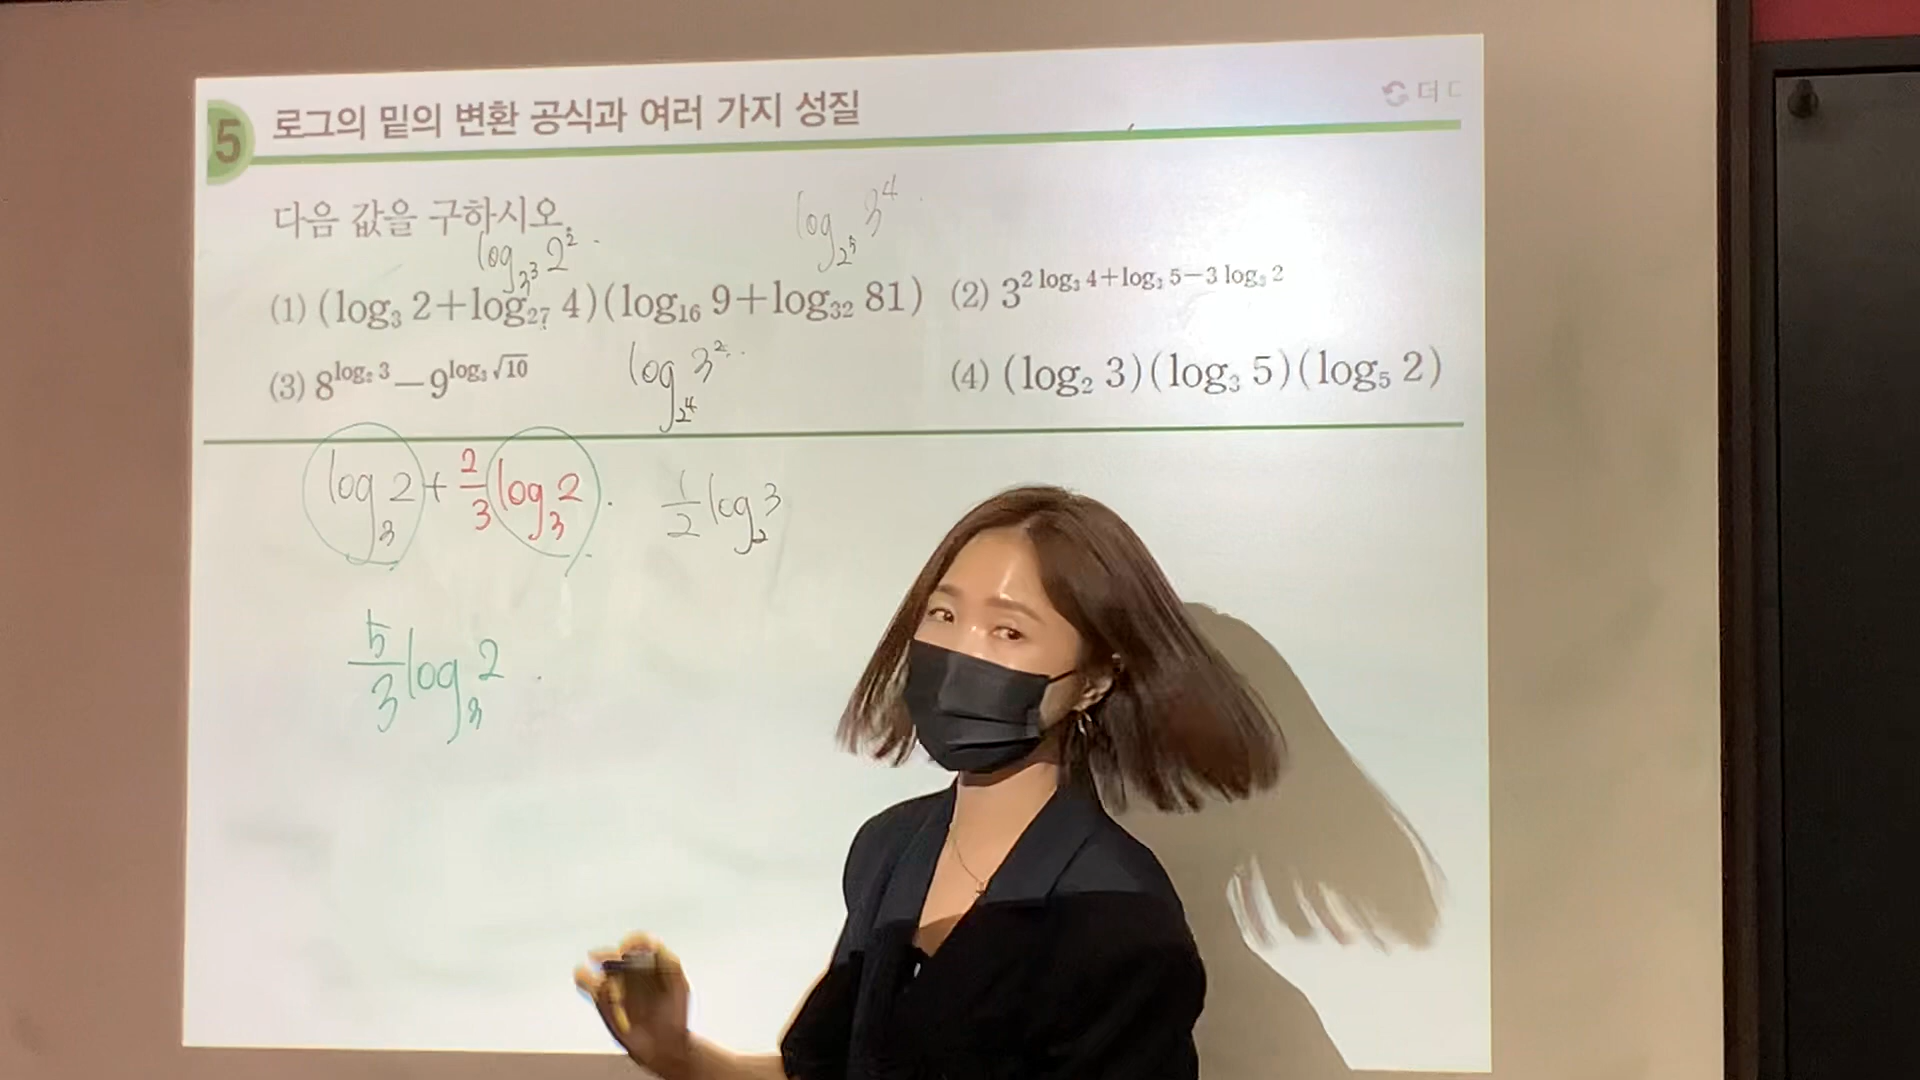 5 로그의 밑의 변환 공식과 여러 가지 성질
더
다음 값을 구하시오.
log_{3^3} 2^2
log_{2^5} 3^4
(1) (log₃ 2+log₂₇ 4)(log₁₆ 9+log₃₂ 81)
(2) 3^{2 log₃ 4+log₃ 5−3 log₃ 2}
log_{2^4} 3^2
(3) 8^{log₂ 3}−9^{log₃ √10}
(4) (log₂ 3)(log₃ 5)(log₅ 2)
log₃ 2 + 2/3 log₃ 2
1/2 log₂ 3
5/3 log₃ 2